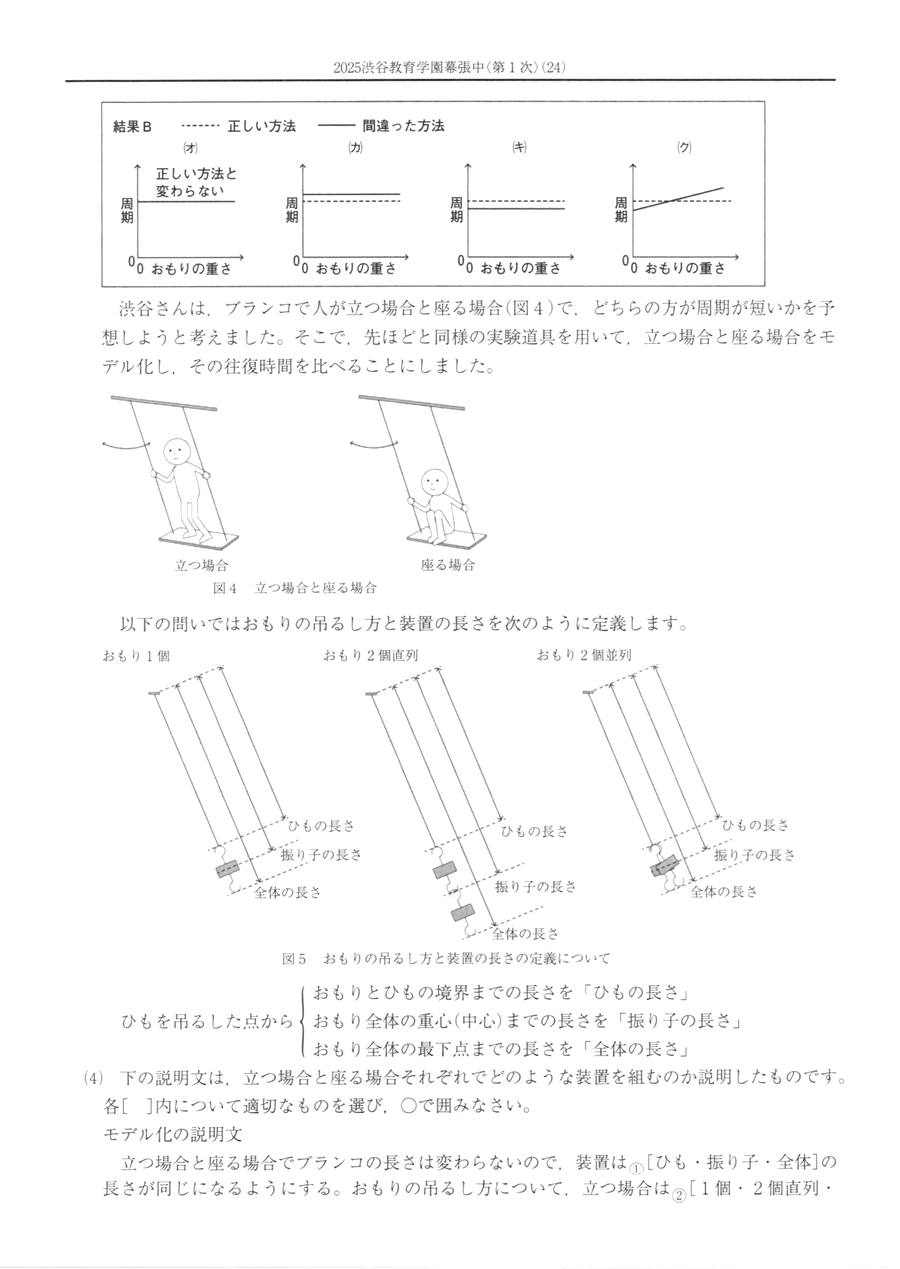 2025渋谷教育学園幕張中〈第１次〉(24)
結果Ｂ　------ 正しい方法　―― 間違った方法
(オ)　(カ)　(キ)　(ク)
正しい方法と
変わらない
周期　周期　周期　周期
0　0　0　0
0 おもりの重さ　0 おもりの重さ　0 おもりの重さ　0 おもりの重さ
渋谷さんは，ブランコで人が立つ場合と座る場合(図４)で，どちらの方が周期が短いかを予
想しようと考えました。そこで，先ほどと同様の実験道具を用いて，立つ場合と座る場合をモ
デル化し，その往復時間を比べることにしました。
立つ場合　座る場合
図４　立つ場合と座る場合
以下の問いではおもりの吊るし方と装置の長さを次のように定義します。
おもり１個　おもり２個直列　おもり２個並列
ひもの長さ　ひもの長さ　ひもの長さ
振り子の長さ　振り子の長さ　振り子の長さ
全体の長さ　全体の長さ　全体の長さ
図５　おもりの吊るし方と装置の長さの定義について
おもりとひもの境界までの長さを「ひもの長さ」
ひもを吊るした点から　おもり全体の重心(中心)までの長さを「振り子の長さ」
おもり全体の最下点までの長さを「全体の長さ」
(4)　下の説明文は，立つ場合と座る場合それぞれでどのような装置を組むのか説明したものです。
各[　]内について適切なものを選び，○で囲みなさい。
モデル化の説明文
立つ場合と座る場合でブランコの長さは変わらないので，装置は①[ひも・振り子・全体]の
長さが同じになるようにする。おもりの吊るし方について，立つ場合は②[１個・２個直列・